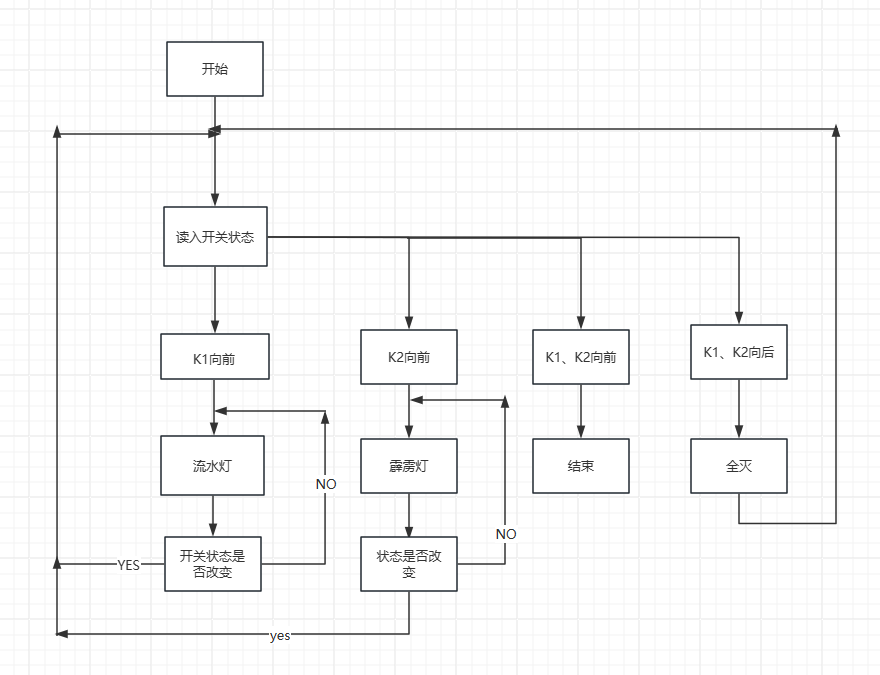 开始
读入开关状态
K1向前
K2向前
K1、K2向前
K1、K2向后
流水灯
霹雳灯
结束
全灭
NO
NO
开关状态是
否改变
状态是否改
变
YES
yes